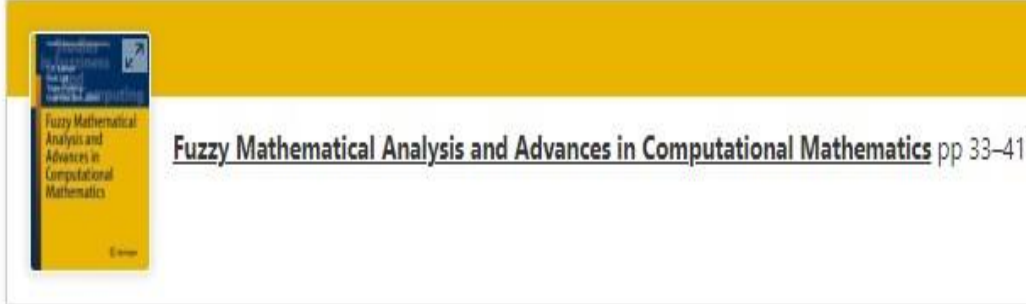 Fuzzy Mathematical
Analysis and
Advances in
Computational
Mathematics
Springer
Fuzzy Mathematical Analysis and Advances in Computational Mathematics pp 33–41